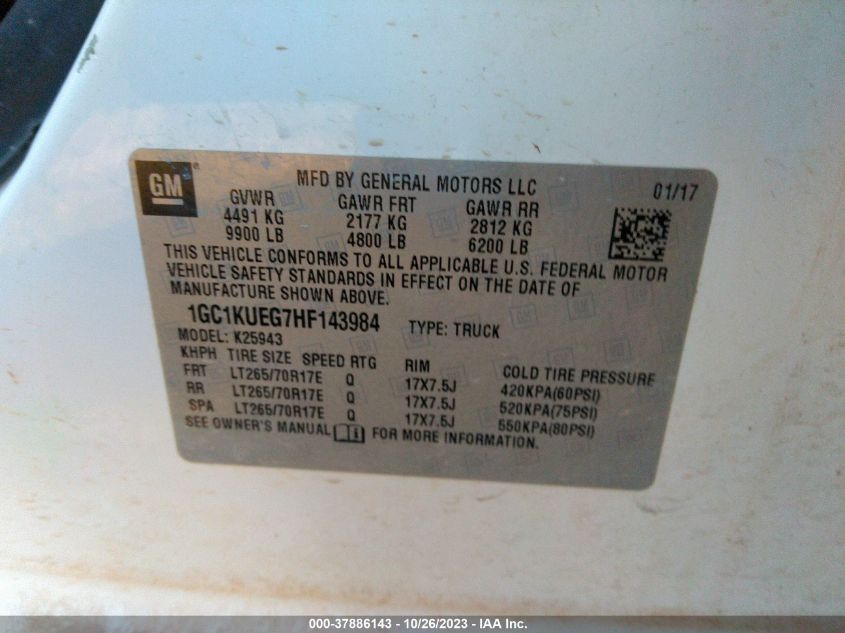 GM ®
MFD BY GENERAL MOTORS LLC 01/17
GVWR GAWR FRT GAWR RR
4491 KG 2177 KG 2812 KG
9900 LB 4800 LB 6200 LB
THIS VEHICLE CONFORMS TO ALL APPLICABLE U.S. FEDERAL MOTOR
VEHICLE SAFETY STANDARDS IN EFFECT ON THE DATE OF
MANUFACTURE SHOWN ABOVE.
1GC1KUEG7HF143984 TYPE: TRUCK
MODEL: K25943
KHPH TIRE SIZE SPEED RTG RIM COLD TIRE PRESSURE
FRT LT265/70R17E Q 17X7.5J 420KPA(60PSI)
RR LT265/70R17E Q 17X7.5J 520KPA(75PSI)
SPA LT265/70R17E Q 17X7.5J 550KPA(80PSI)
SEE OWNER'S MANUAL FOR MORE INFORMATION.
000-37886143 - 10/26/2023 - IAA Inc.